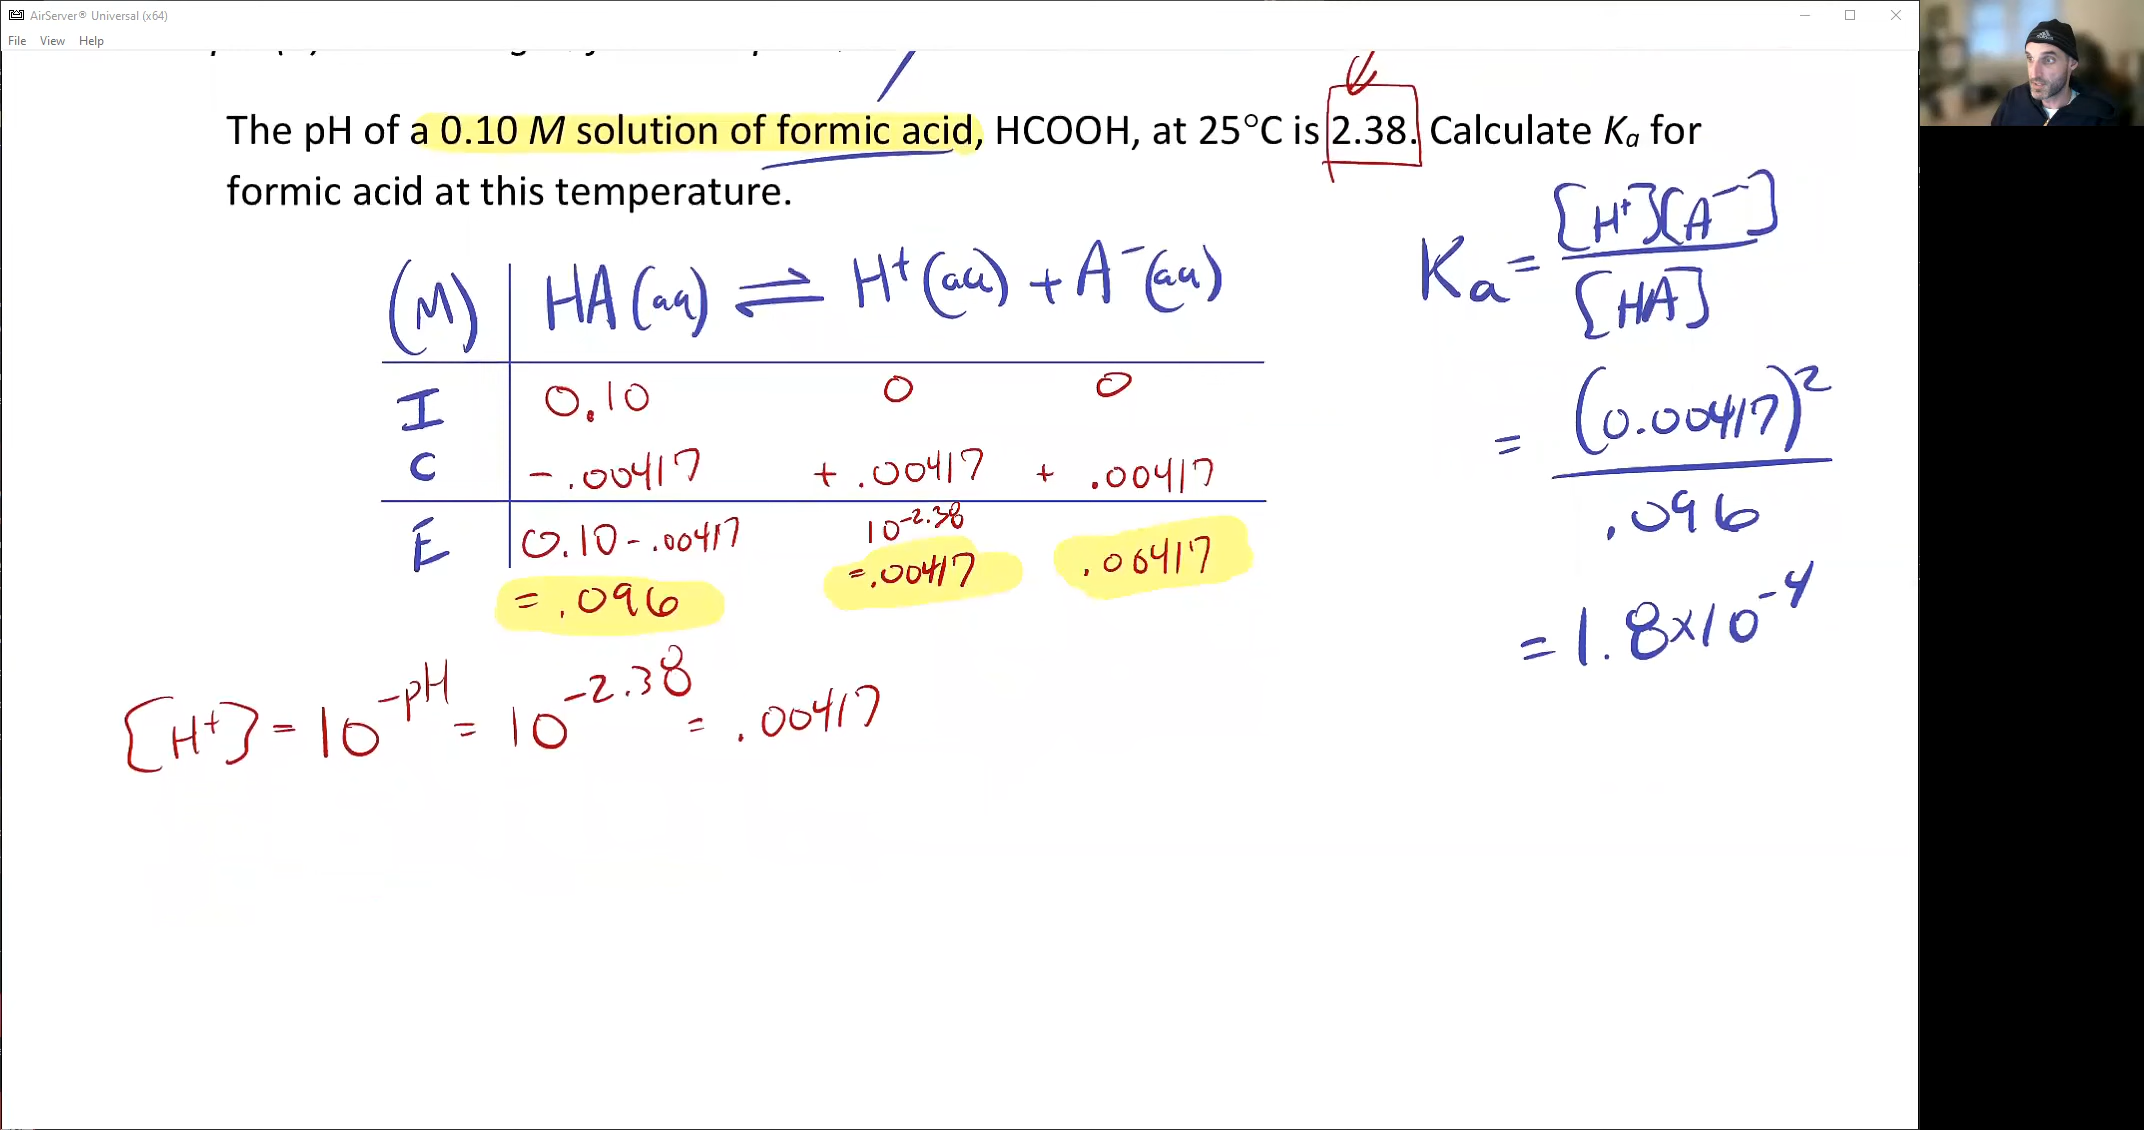 AirServer® Universal (x64)
File View Help
The pH of a 0.10 M solution of formic acid, HCOOH, at 25°C is 2.38. Calculate Kₐ for
formic acid at this temperature.
(M) HA(aq) ⇌ H⁺(aq) + A⁻(aq)
I 0.10 0 0
C - .00417 + .00417 + .00417
E 0.10 - .00417 10⁻²·³⁸ .00417
= .096 = .00417
[H⁺] = 10^-pH = 10^-2.38 = .00417
Kₐ = [H⁺][A⁻] / [HA]
= (0.00417)² / .096
= 1.8×10⁻⁴